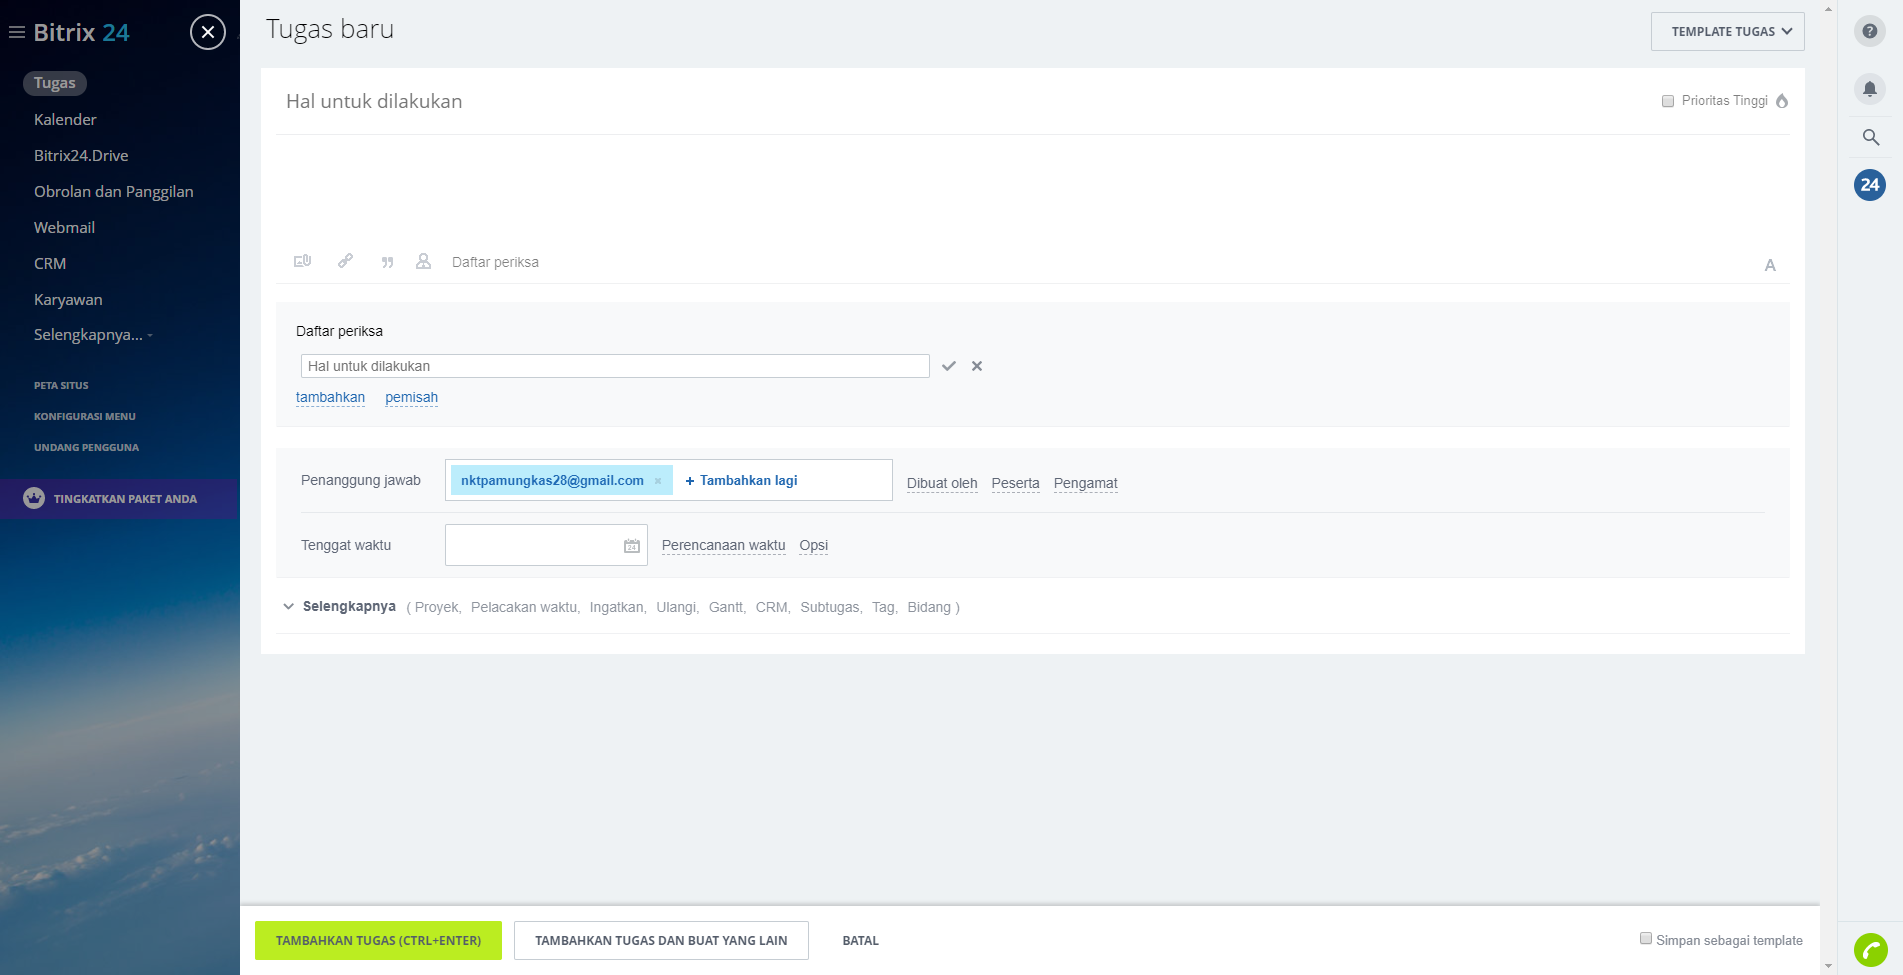 Bitrix 24
Tugas
Kalender
Bitrix24.Drive
Obrolan dan Panggilan
Webmail
CRM
Karyawan
Selengkapnya...
PETA SITUS
KONFIGURASI MENU
UNDANG PENGGUNA
TINGKATKAN PAKET ANDA
Tugas baru
TEMPLATE TUGAS
Hal untuk dilakukan
Prioritas Tinggi
Daftar periksa
A
Daftar periksa
Hal untuk dilakukan
tambahkan pemisah
Penanggung jawab nktpamungkas28@gmail.com × + Tambahkan lagi Dibuat oleh Peserta Pengamat
Tenggat waktu 24 Perencanaan waktu Opsi
Selengkapnya ( Proyek, Pelacakan waktu, Ingatkan, Ulangi, Gantt, CRM, Subtugas, Tag, Bidang )
TAMBAHKAN TUGAS (CTRL+ENTER) TAMBAHKAN TUGAS DAN BUAT YANG LAIN BATAL
Simpan sebagai template
?
24